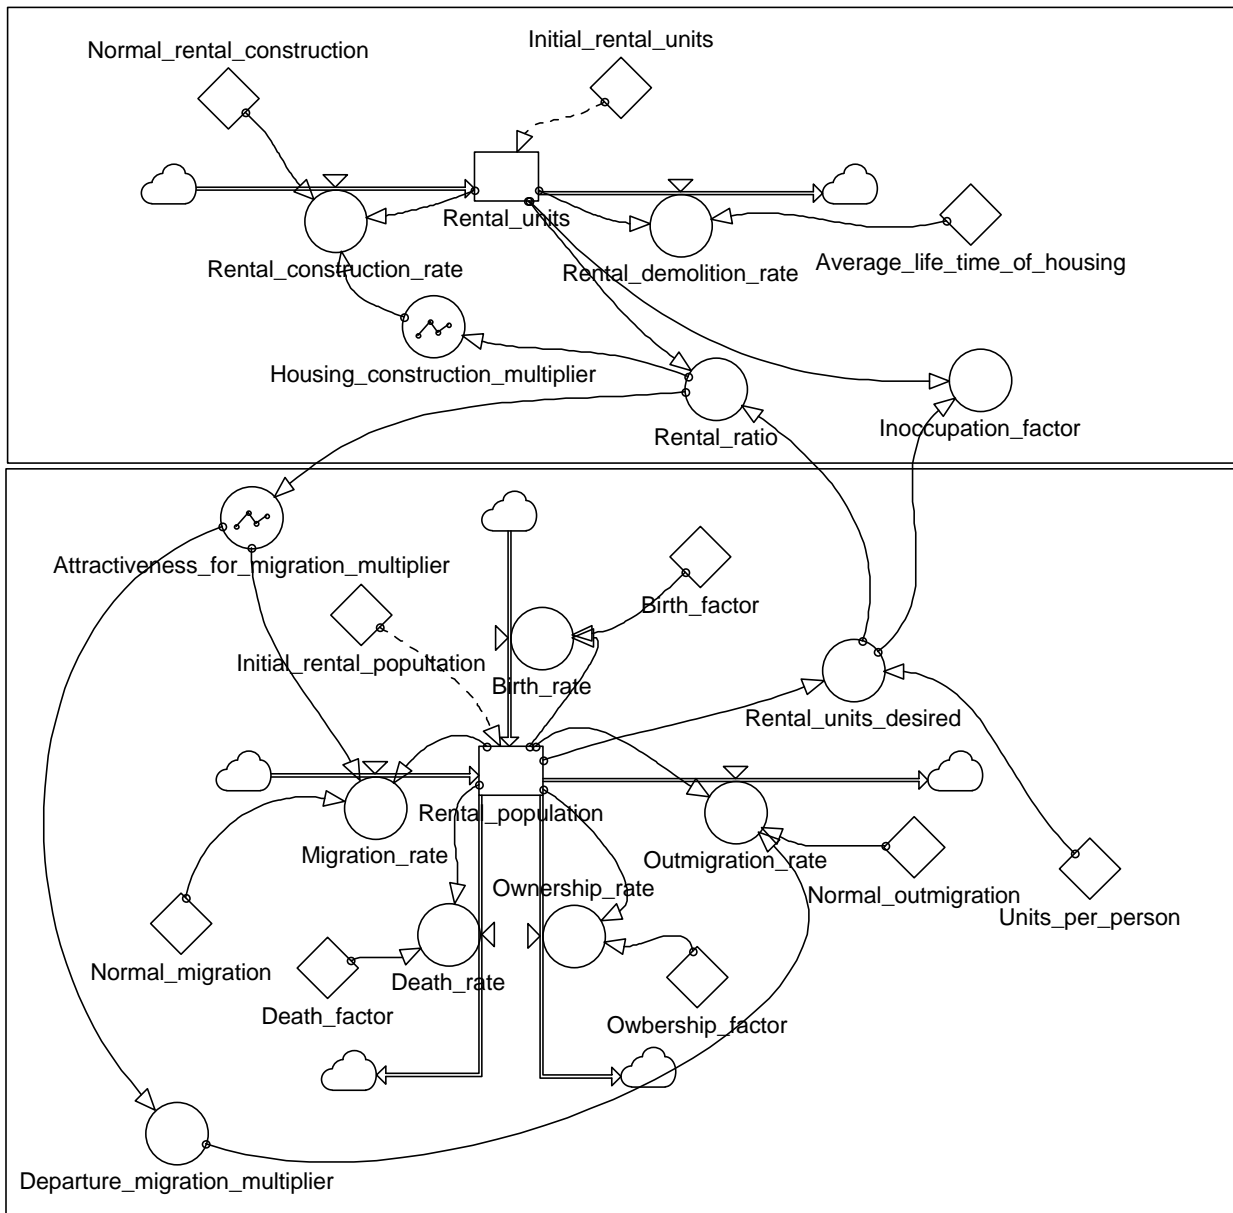 Initial_rental_units
Normal_rental_construction
Rental_units
Rental_construction_rate
Rental_demolition_rate
Average_life_time_of_housing
Housing_construction_multiplier
Rental_ratio
Inoccupation_factor
Attractiveness_for_migration_multiplier
Birth_factor
Initial_rental_popultation
Birth_rate
Rental_units_desired
Rental_population
Migration_rate
Outmigration_rate
Ownership_rate
Normal_outmigration
Units_per_person
Normal_migration
Death_rate
Death_factor
Owbership_factor
Departure_migration_multiplier